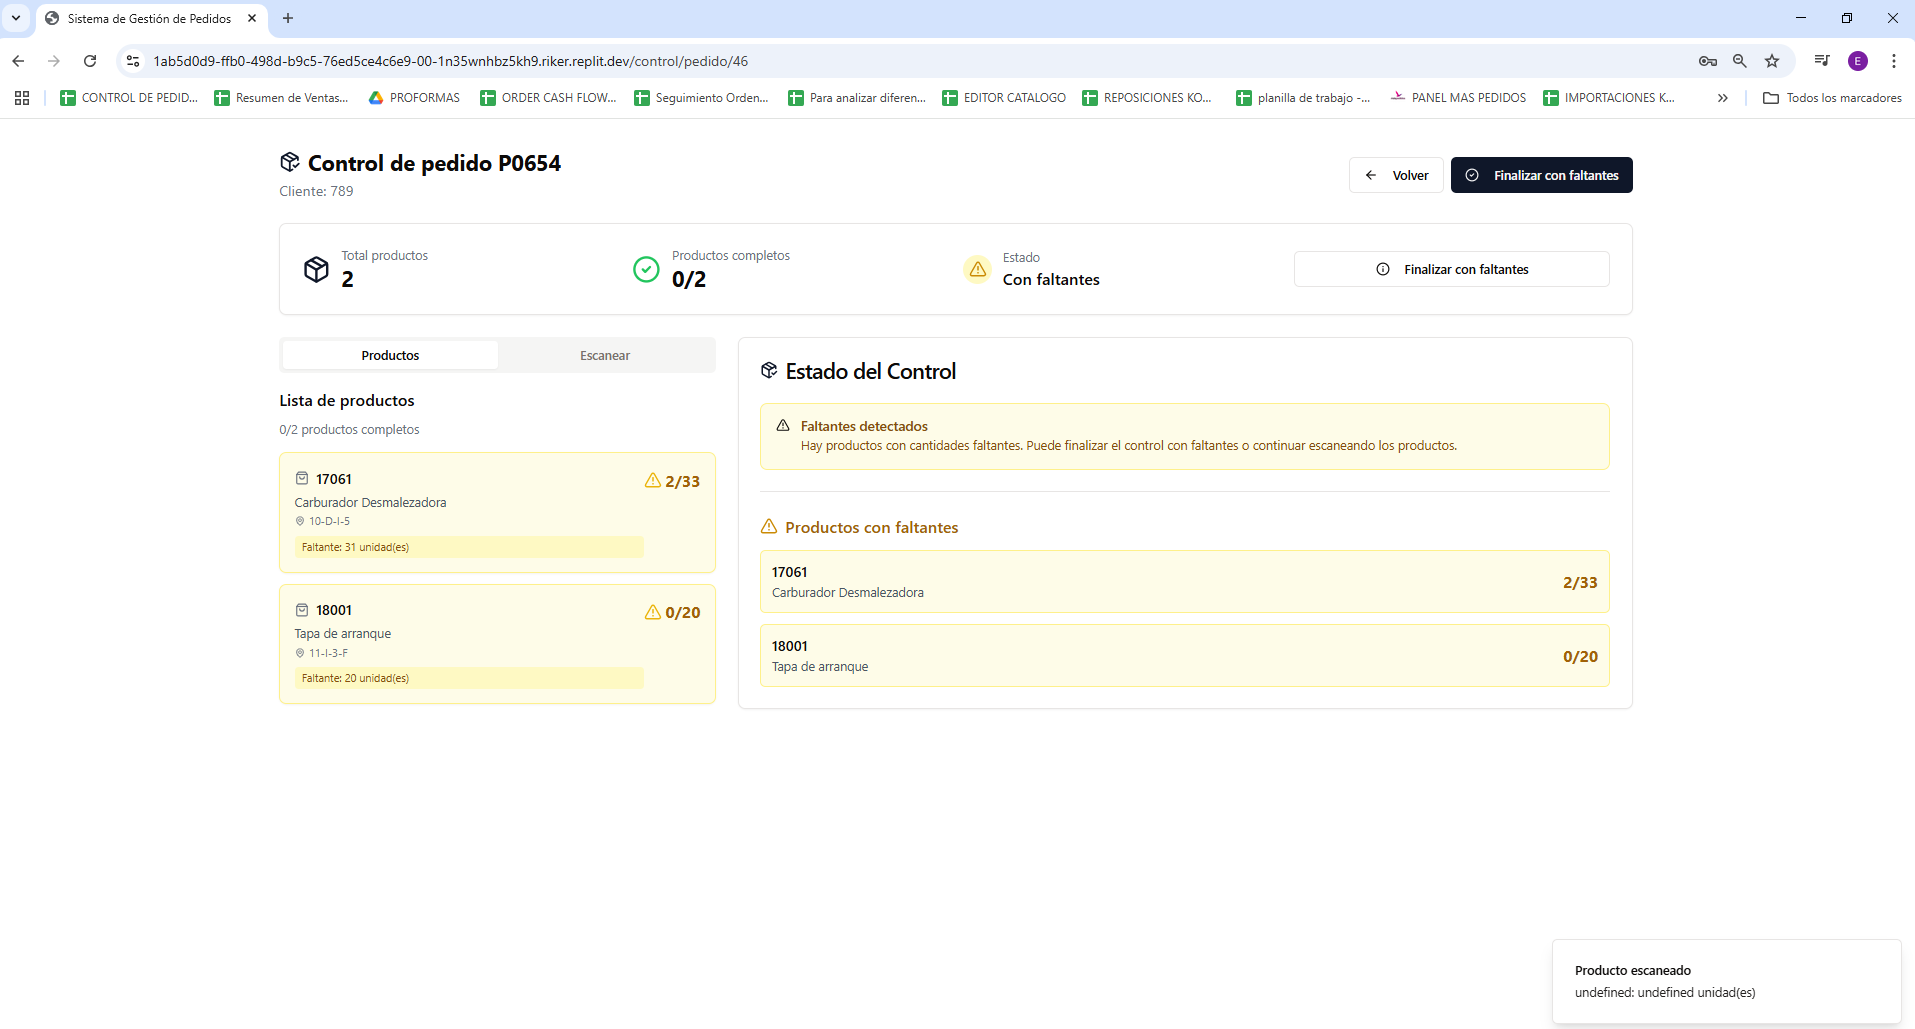 Sistema de Gestión de Pedidos
1ab5d0d9-ffb0-498d-b9c5-76ed5ce4c6e9-00-1n35wnhbz5kh9.riker.replit.dev/control/pedido/46
E
CONTROL DE PEDID...
Resumen de Ventas...
PROFORMAS
ORDER CASH FLOW...
Seguimiento Orden...
Para analizar diferen...
EDITOR CATALOGO
REPOSICIONES KO...
planilla de trabajo -...
PANEL MAS PEDIDOS
IMPORTACIONES K...
Todos los marcadores
Control de pedido P0654
Cliente: 789
Volver
Finalizar con faltantes
Total productos
2
Productos completos
0/2
Estado
Con faltantes
Finalizar con faltantes
Productos
Escanear
Lista de productos
0/2 productos completos
17061
2/33
Carburador Desmalezadora
10-D-I-5
Faltante: 31 unidad(es)
18001
0/20
Tapa de arranque
11-I-3-F
Faltante: 20 unidad(es)
Estado del Control
Faltantes detectados
Hay productos con cantidades faltantes. Puede finalizar el control con faltantes o continuar escaneando los productos.
Productos con faltantes
17061
Carburador Desmalezadora
2/33
18001
Tapa de arranque
0/20
Producto escaneado
undefined: undefined unidad(es)